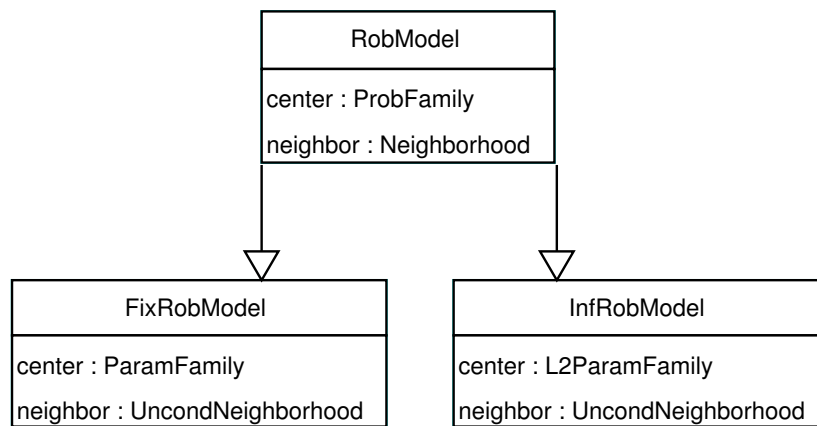 RobModel
center : ProbFamily
neighbor : Neighborhood
FixRobModel
center : ParamFamily
neighbor : UncondNeighborhood
InfRobModel
center : L2ParamFamily
neighbor : UncondNeighborhood